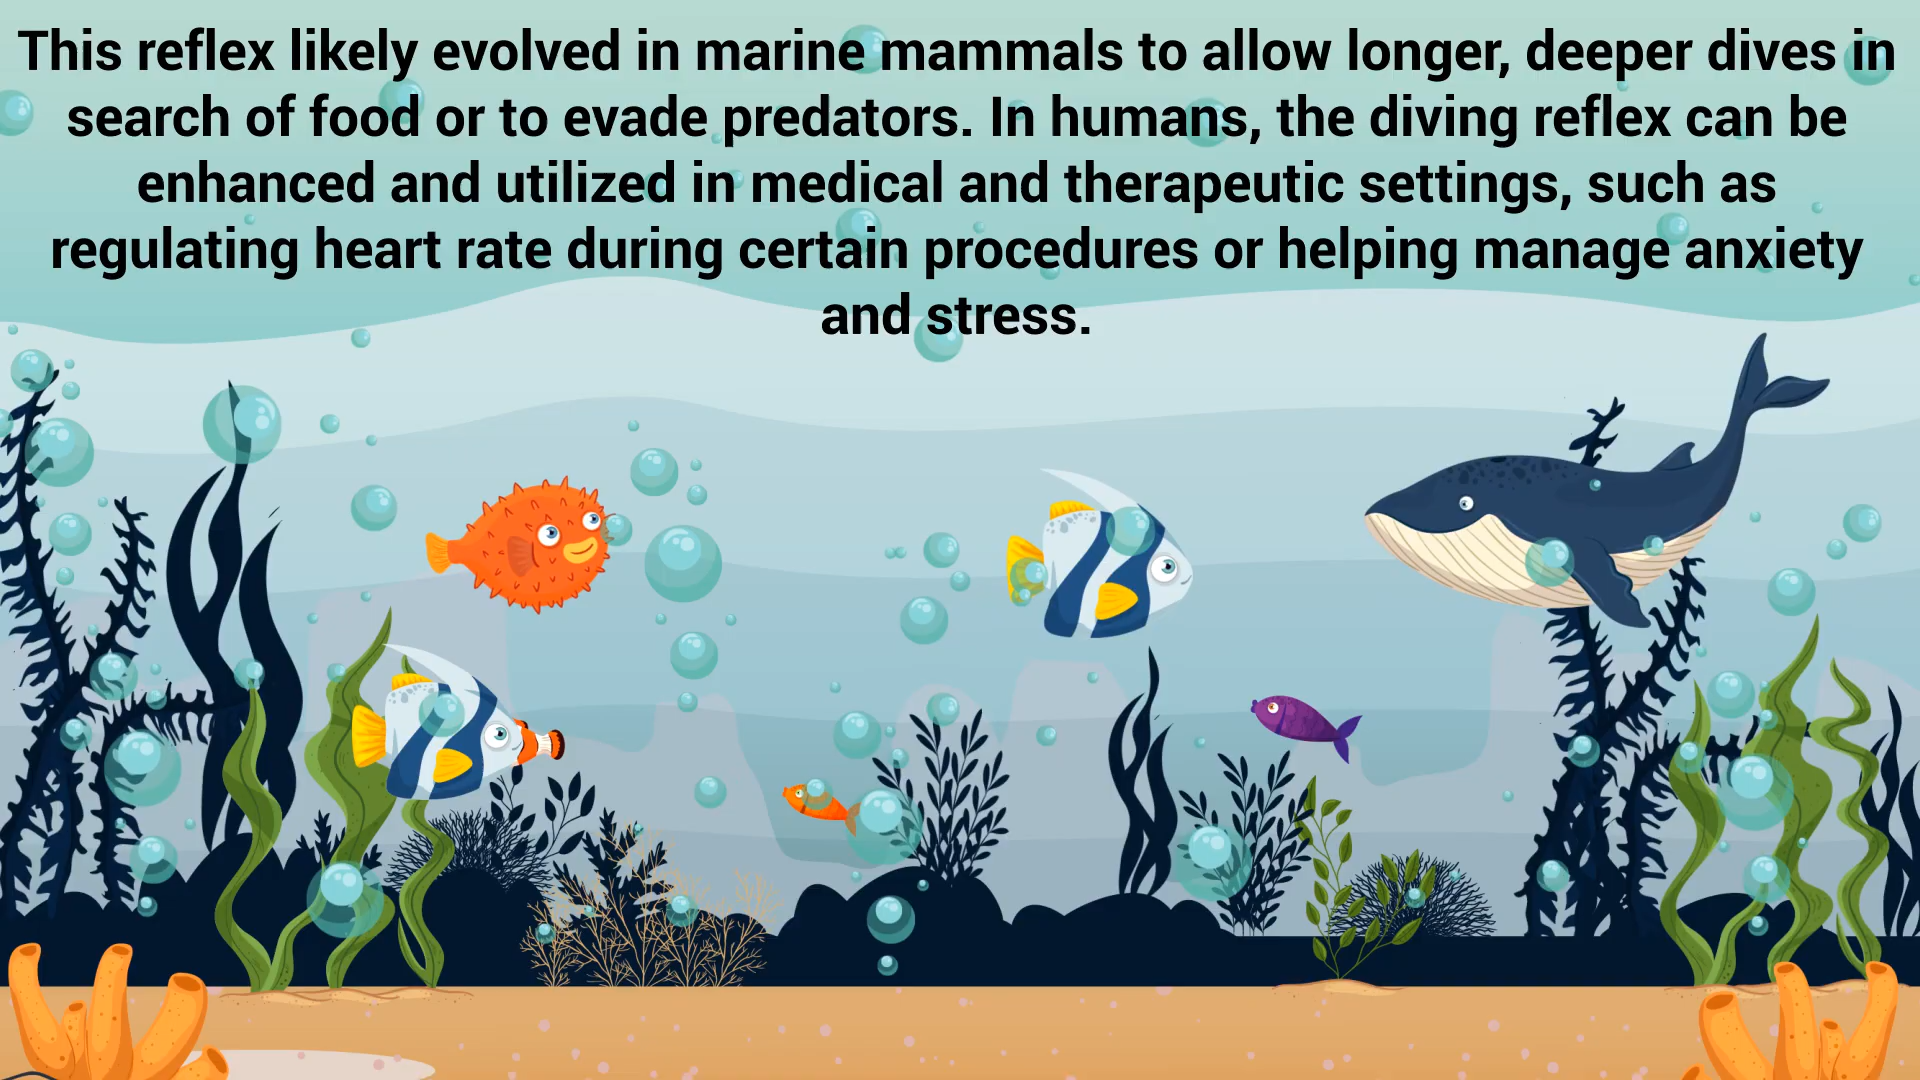 This reflex likely evolved in marine mammals to allow longer, deeper dives in
search of food or to evade predators. In humans, the diving reflex can be
enhanced and utilized in medical and therapeutic settings, such as
regulating heart rate during certain procedures or helping manage anxiety
and stress.